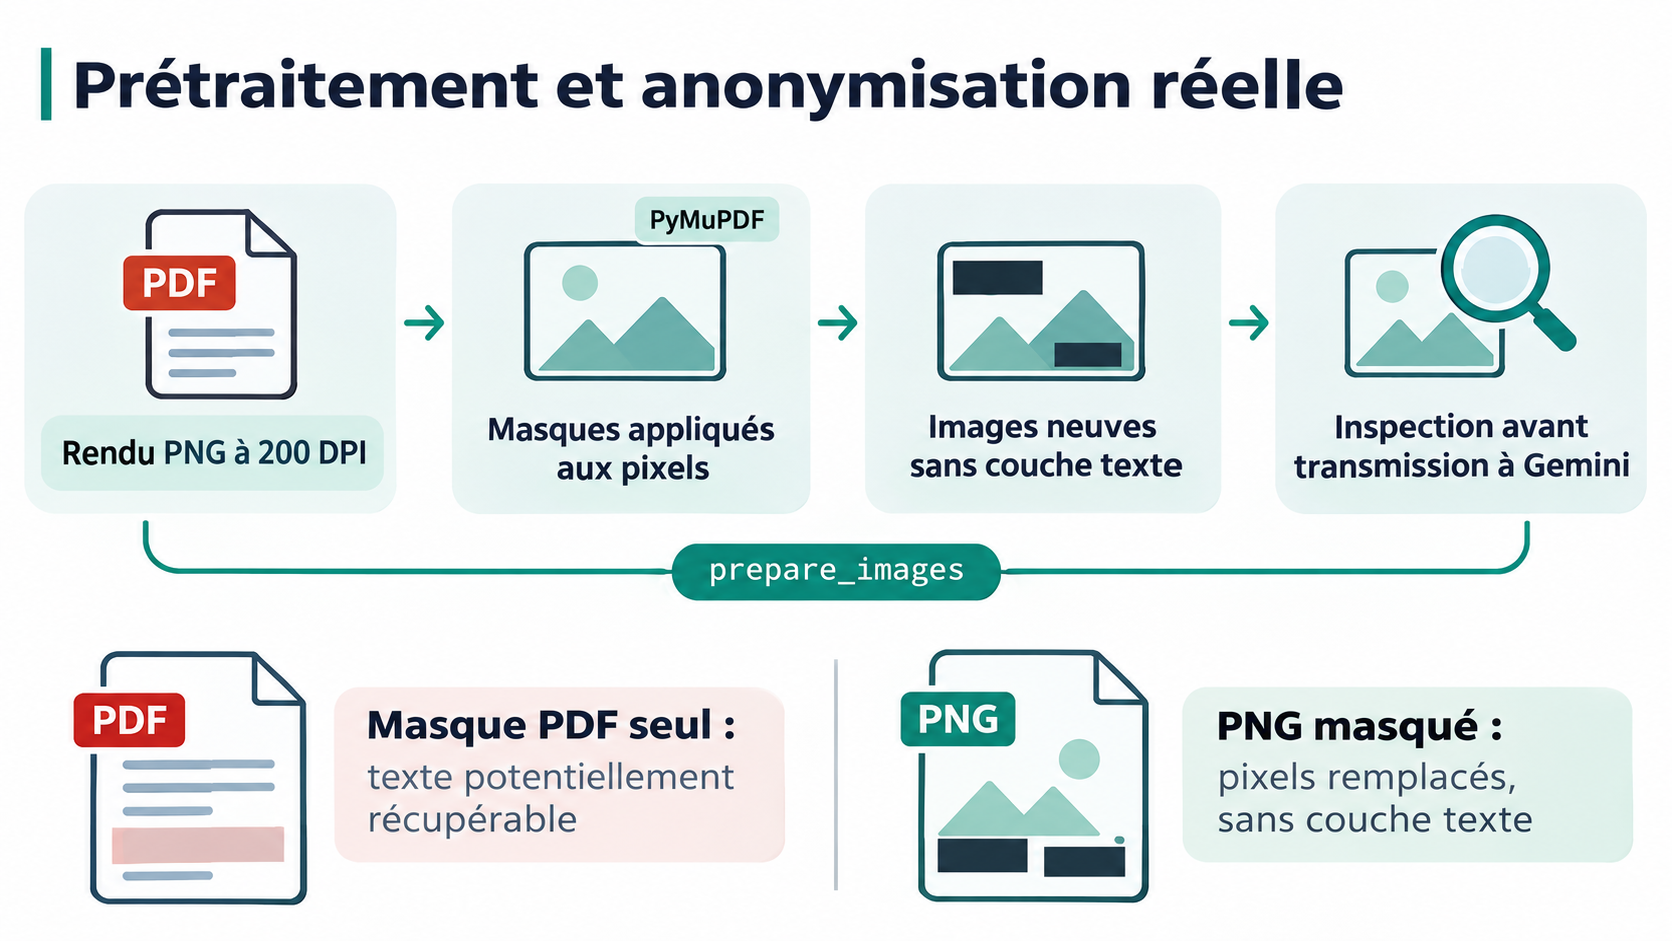 Prétraitement et anonymisation réelle
PDF
Rendu PNG à 200 DPI
PyMuPDF
Masques appliqués
aux pixels
Images neuves
sans couche texte
Inspection avant
transmission à Gemini
prepare_images
PDF
Masque PDF seul :
texte potentiellement
récupérable
PNG
PNG masqué :
pixels remplacés,
sans couche texte